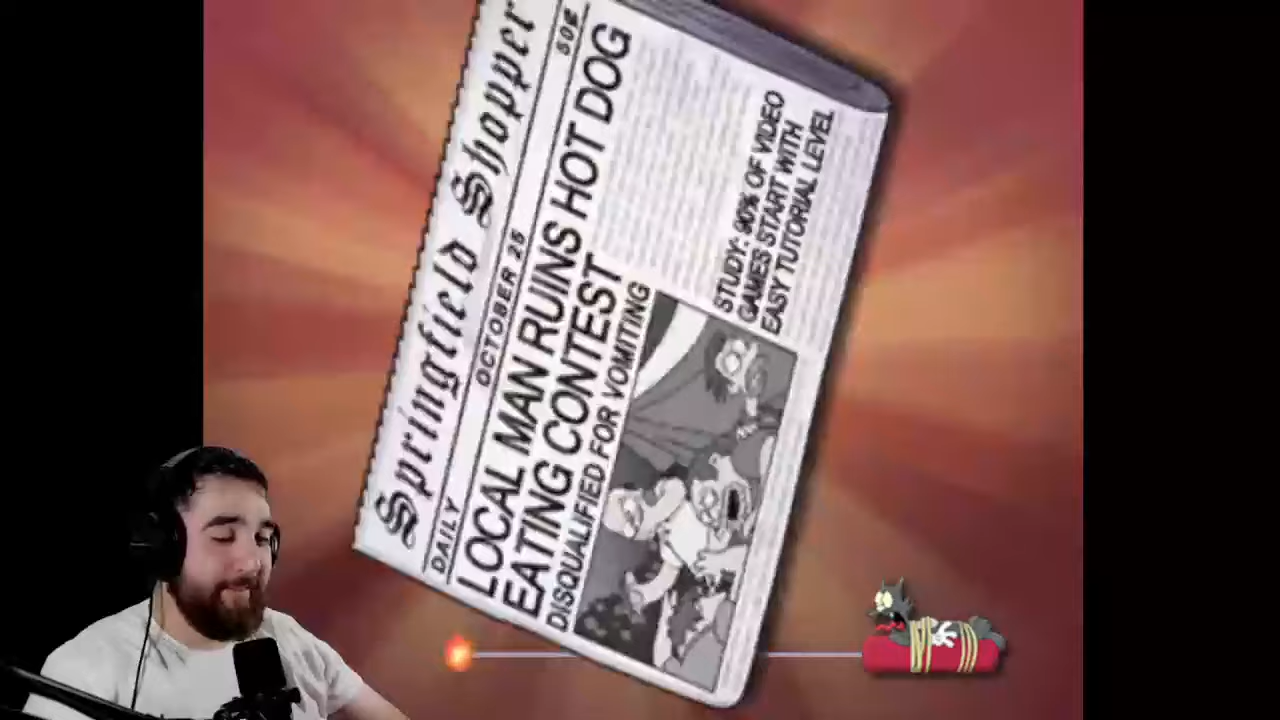 Springfield Shopper
DAILY OCTOBER 25 50¢
LOCAL MAN RUINS HOT DOG
EATING CONTEST
DISQUALIFIED FOR VOMITING
STUDY: 90% OF VIDEO
GAMES START WITH
EASY TUTORIAL LEVEL